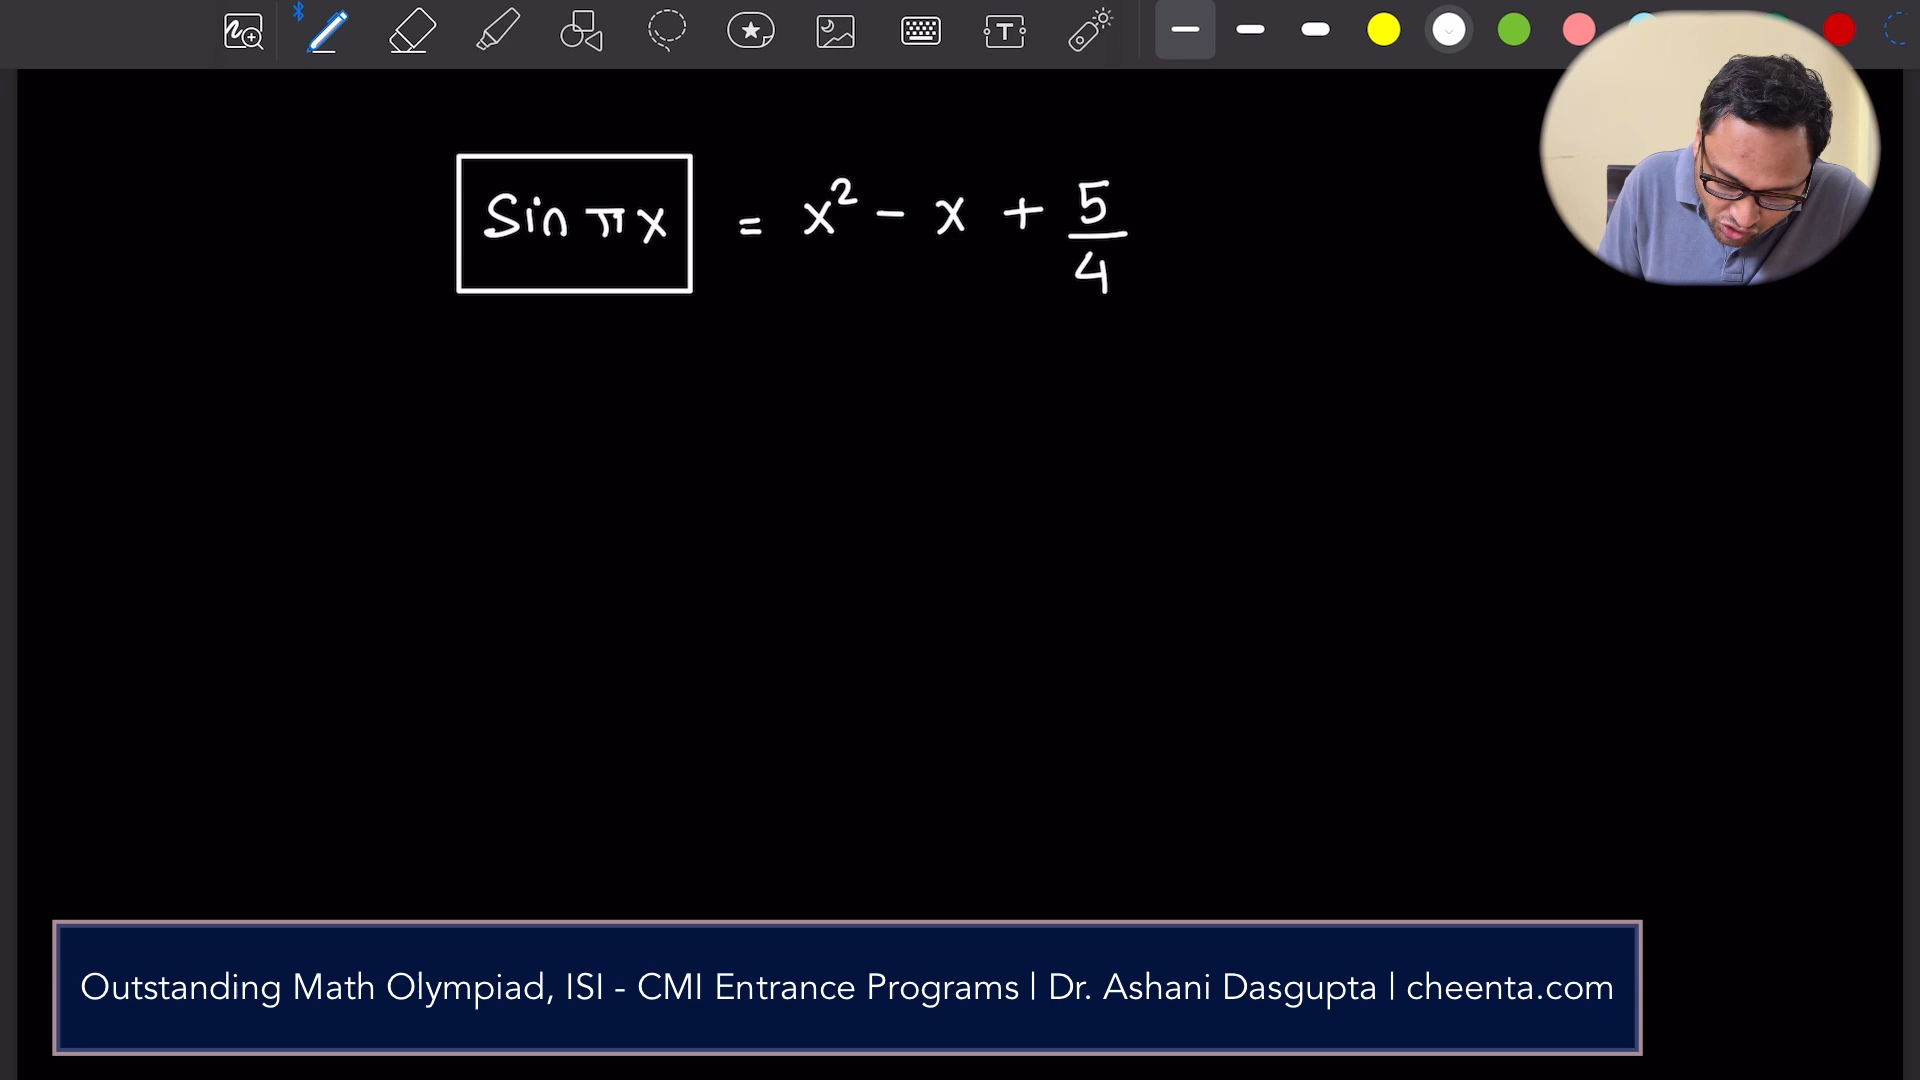 Sin πx = x² - x + 5/4
Outstanding Math Olympiad, ISI - CMI Entrance Programs | Dr. Ashani Dasgupta | cheenta.com